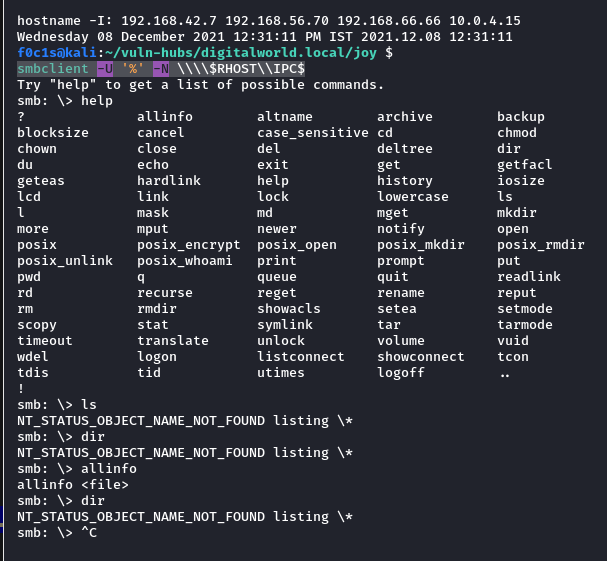 hostname -I: 192.168.42.7 192.168.56.70 192.168.66.66 10.0.4.15
Wednesday 08 December 2021 12:31:11 PM IST 2021.12.08 12:31:11
f0c1s@kali:~/vuln-hubs/digitalworld.local/joy $
smbclient -U '%' -N \\\\$RHOST\\IPC$
Try "help" to get a list of possible commands.
smb: \> help
? allinfo altname archive backup
blocksize cancel case_sensitive cd chmod
chown close del deltree dir
du echo exit get getfacl
geteas hardlink help history iosize
lcd link lock lowercase ls
l mask md mget mkdir
more mput newer notify open
posix posix_encrypt posix_open posix_mkdir posix_rmdir
posix_unlink posix_whoami print prompt put
pwd q queue quit readlink
rd recurse reget rename reput
rm rmdir showacls setea setmode
scopy stat symlink tar tarmode
timeout translate unlock volume vuid
wdel logon listconnect showconnect tcon
tdis tid utimes logoff ..
!
smb: \> ls
NT_STATUS_OBJECT_NAME_NOT_FOUND listing \*
smb: \> dir
NT_STATUS_OBJECT_NAME_NOT_FOUND listing \*
smb: \> allinfo
allinfo <file>
smb: \> dir
NT_STATUS_OBJECT_NAME_NOT_FOUND listing \*
smb: \> ^C